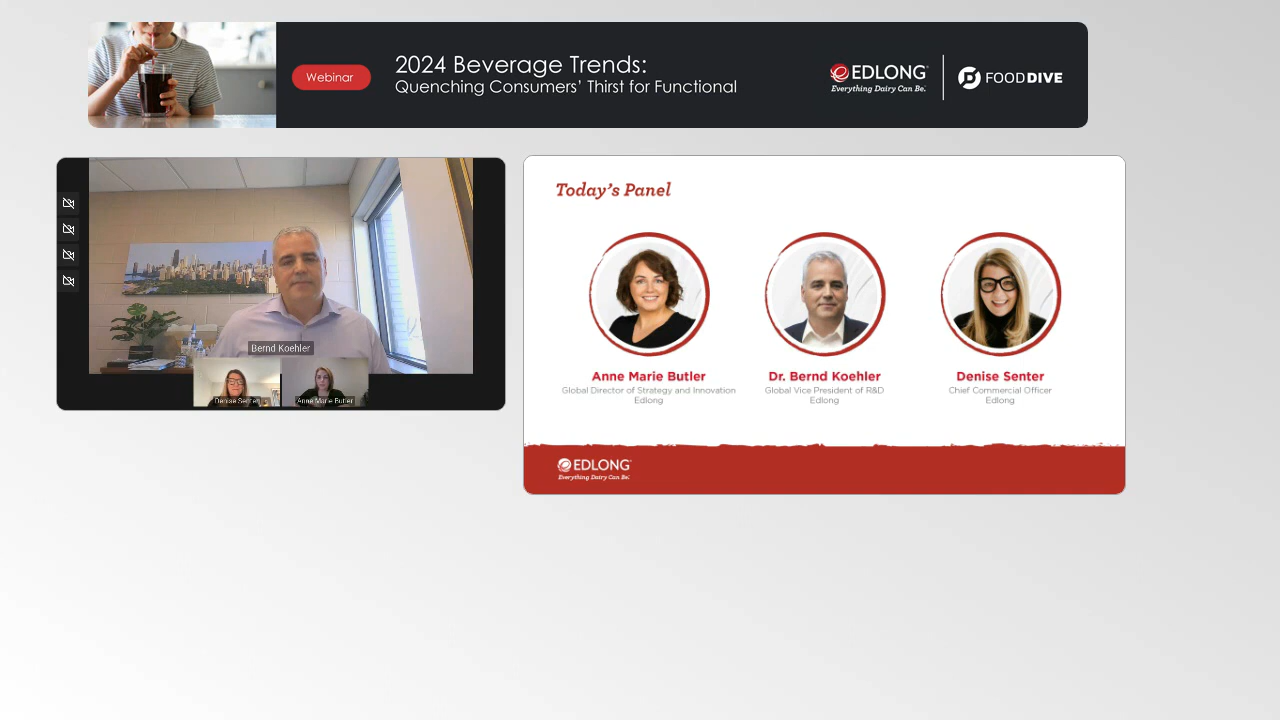 Webinar
2024 Beverage Trends:
Quenching Consumers' Thirst for Functional
EDLONG
Everything Dairy Can Be.
FOODDIVE
Bernd Koehler
Denise Senter
Anne Marie Butler
Today's Panel
Anne Marie Butler
Global Director of Strategy and Innovation
Edlong
Dr. Bernd Koehler
Global Vice President of R&D
Edlong
Denise Senter
Chief Commercial Officer
Edlong
EDLONG
Everything Dairy Can Be.